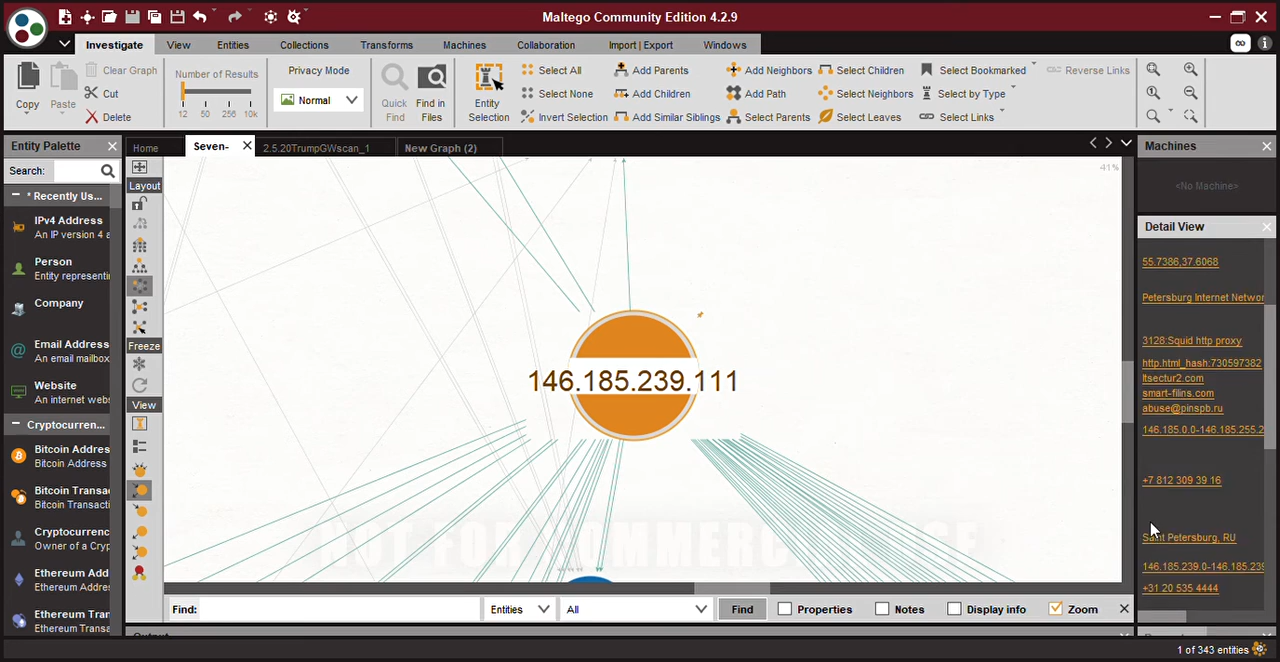 Maltego Community Edition 4.2.9
Investigate View Entities Collections Transforms Machines Collaboration Import | Export Windows
Copy
Paste
Clear Graph
Cut
Delete
Number of Results
12 50 256 10k
Privacy Mode
Normal
Quick Find
Find in Files
Entity Selection
Select All
Select None
Invert Selection
Add Parents
Add Children
Add Similar Siblings
Add Neighbors
Add Path
Select Parents
Select Children
Select Neighbors
Select Leaves
Select Bookmarked
Select by Type
Select Links
Reverse Links
Entity Palette
Search:
* Recently Us...
IPv4 Address
An IP version 4 a
Person
Entity representi
Company
Email Address
An email mailbox
Website
An internet web
Cryptocurren...
Bitcoin Addres
Bitcoin Address
Bitcoin Transac
Bitcoin Transacti
Cryptocurrenc
Owner of a Cryp
Ethereum Add
Ethereum Addre
Ethereum Tran
Ethereum Transa
Home Seven- 2.5.20TrumpGWscan_1 New Graph (2)
Layout
Freeze
View
41%
146.185.239.111
Find:
Entities
All
Find
Properties
Notes
Display info
Zoom
Machines
<No Machine>
Detail View
55.7386,37.6068
Petersburg Internet Networ
3128:Squid http proxy
http.html_hash:730597382
ltsectur2.com
smart-filins.com
abuse@pinspb.ru
146.185.0.0-146.185.255.2
+7 812 309 39 16
Saint Petersburg, RU
146.185.239.0-146.185.239
+31 20 535 4444
1 of 343 entities